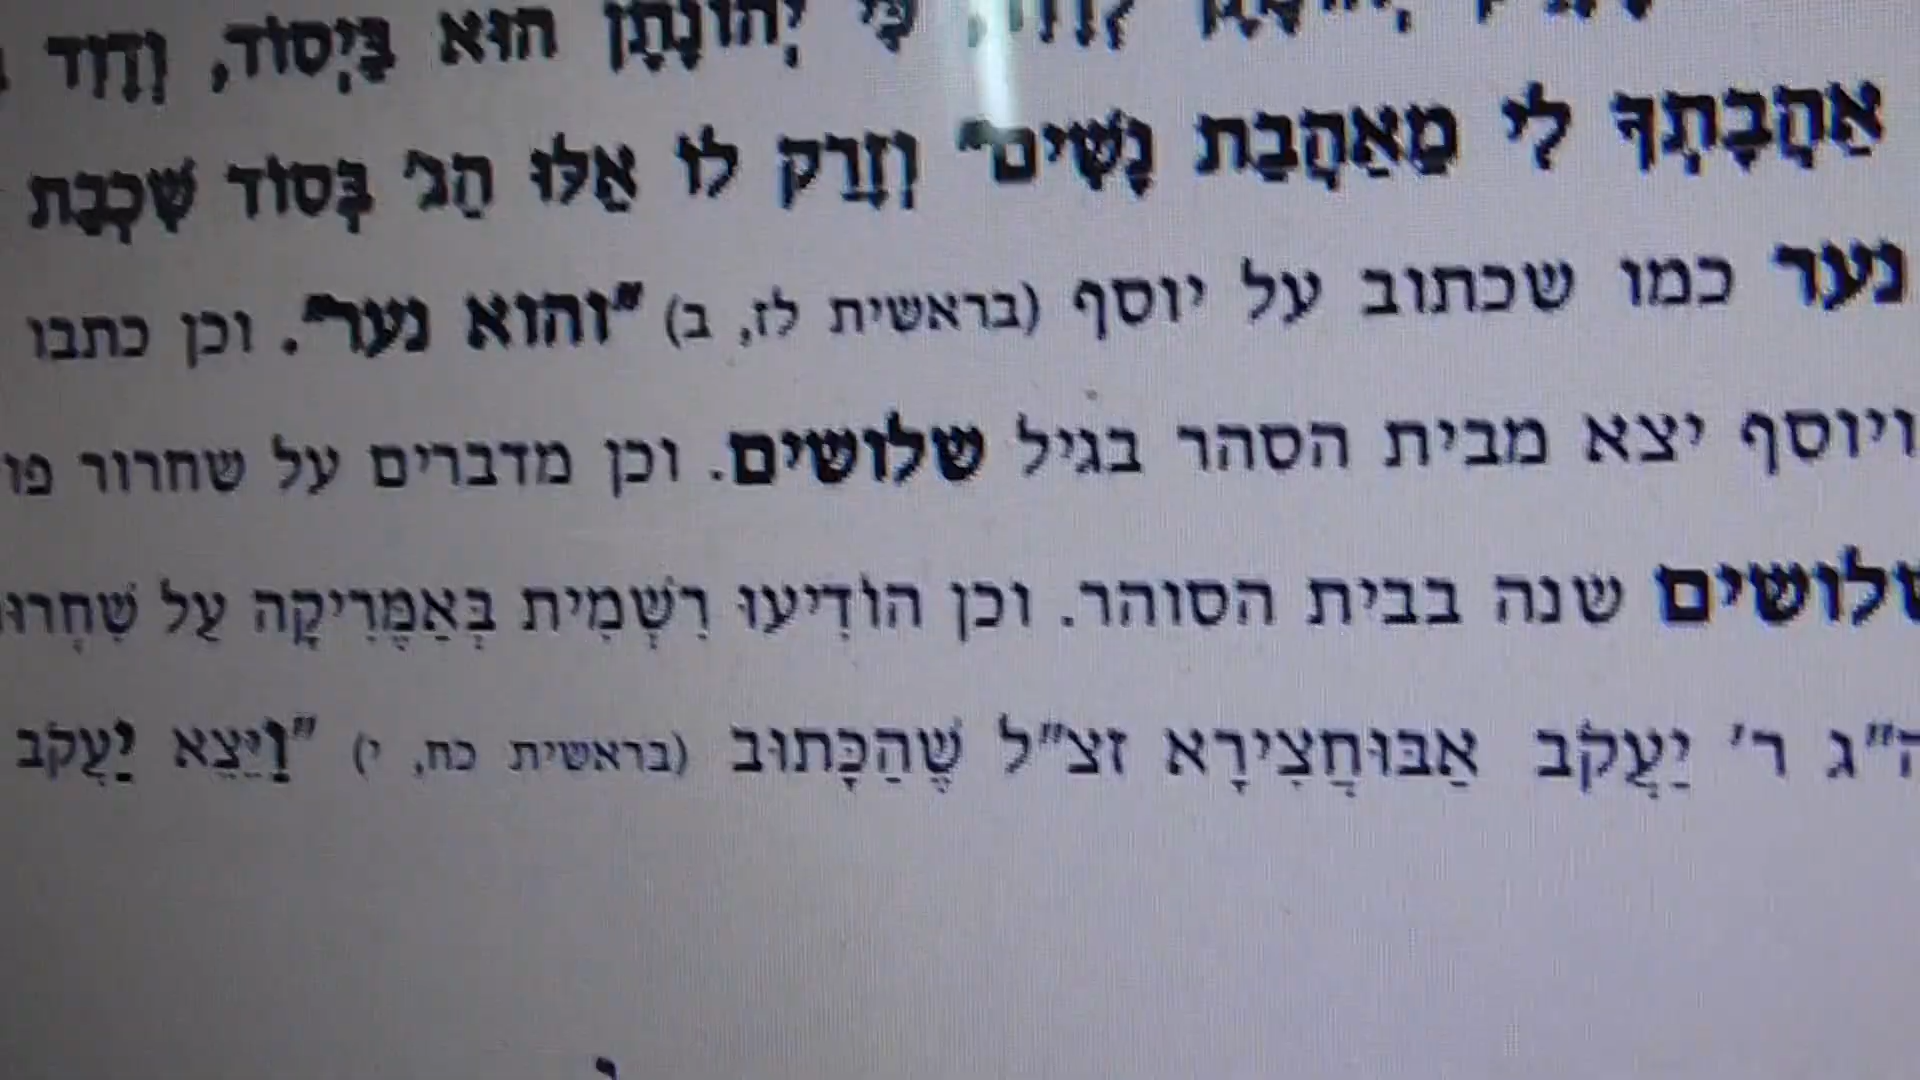 כִּי יְהוֹנָתָן הוּא בַּיְסוֹד, וְדָוִד
אַהֲבָתְךָ לִי מֵאַהֲבַת נָשִׁים" וְזָרַק לוֹ אֵלּוּ הַג' בְּסוֹד שִׁכְבַת
נער כמו שכתוב על יוסף (בראשית לז, ב) "והוא נער". וכן כתבו
ויוסף יצא מבית הסהר בגיל שלושים. וכן מדברים על שחרור פו
שלושים שנה בבית הסוהר. וכן הוֹדִיעוּ רִשְׁמִית בְּאַמֶרִיקָה עַל שִׁחְרוּ
ה"ג ר' יַעֲקֹב אַבּוּחֲצִירָא זצ"ל שֶׁהַכָּתוּב (בראשית כח, י) "וַיֵּצֵא יַעֲקֹב